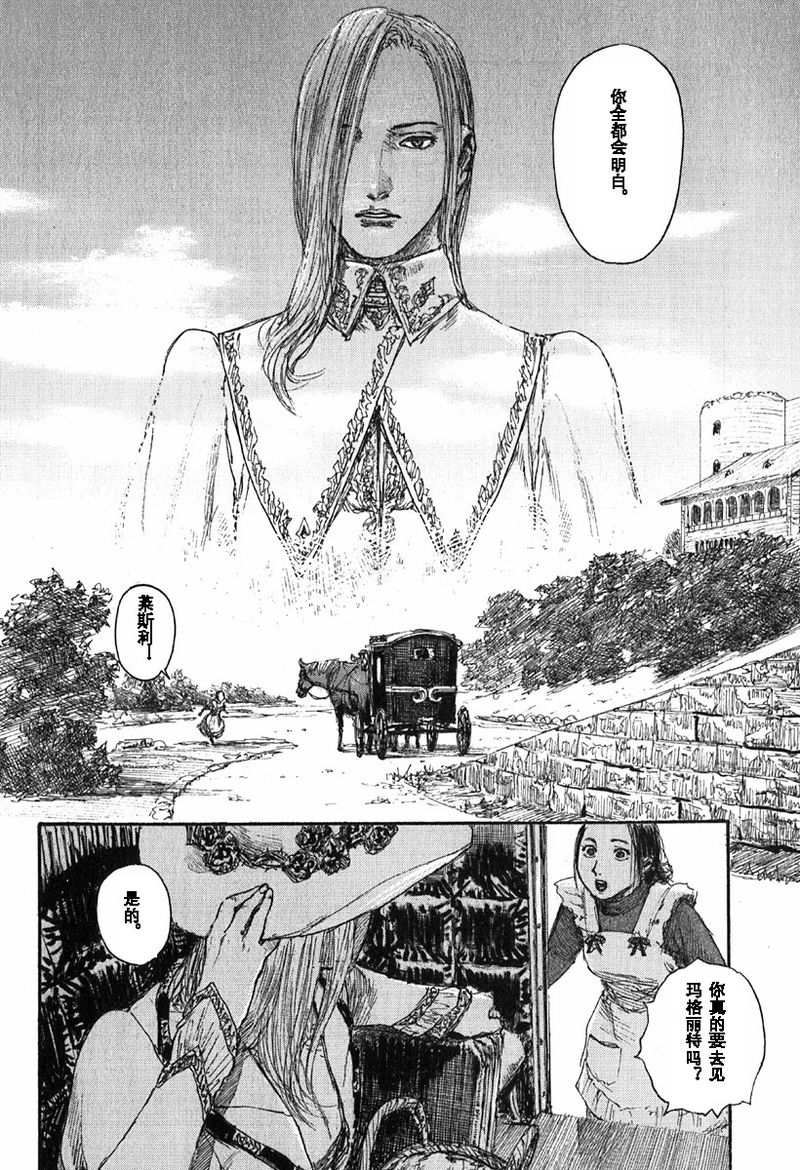 你全都会明白。
莱斯利！
你真的要去见
玛格丽特吗？
是的。